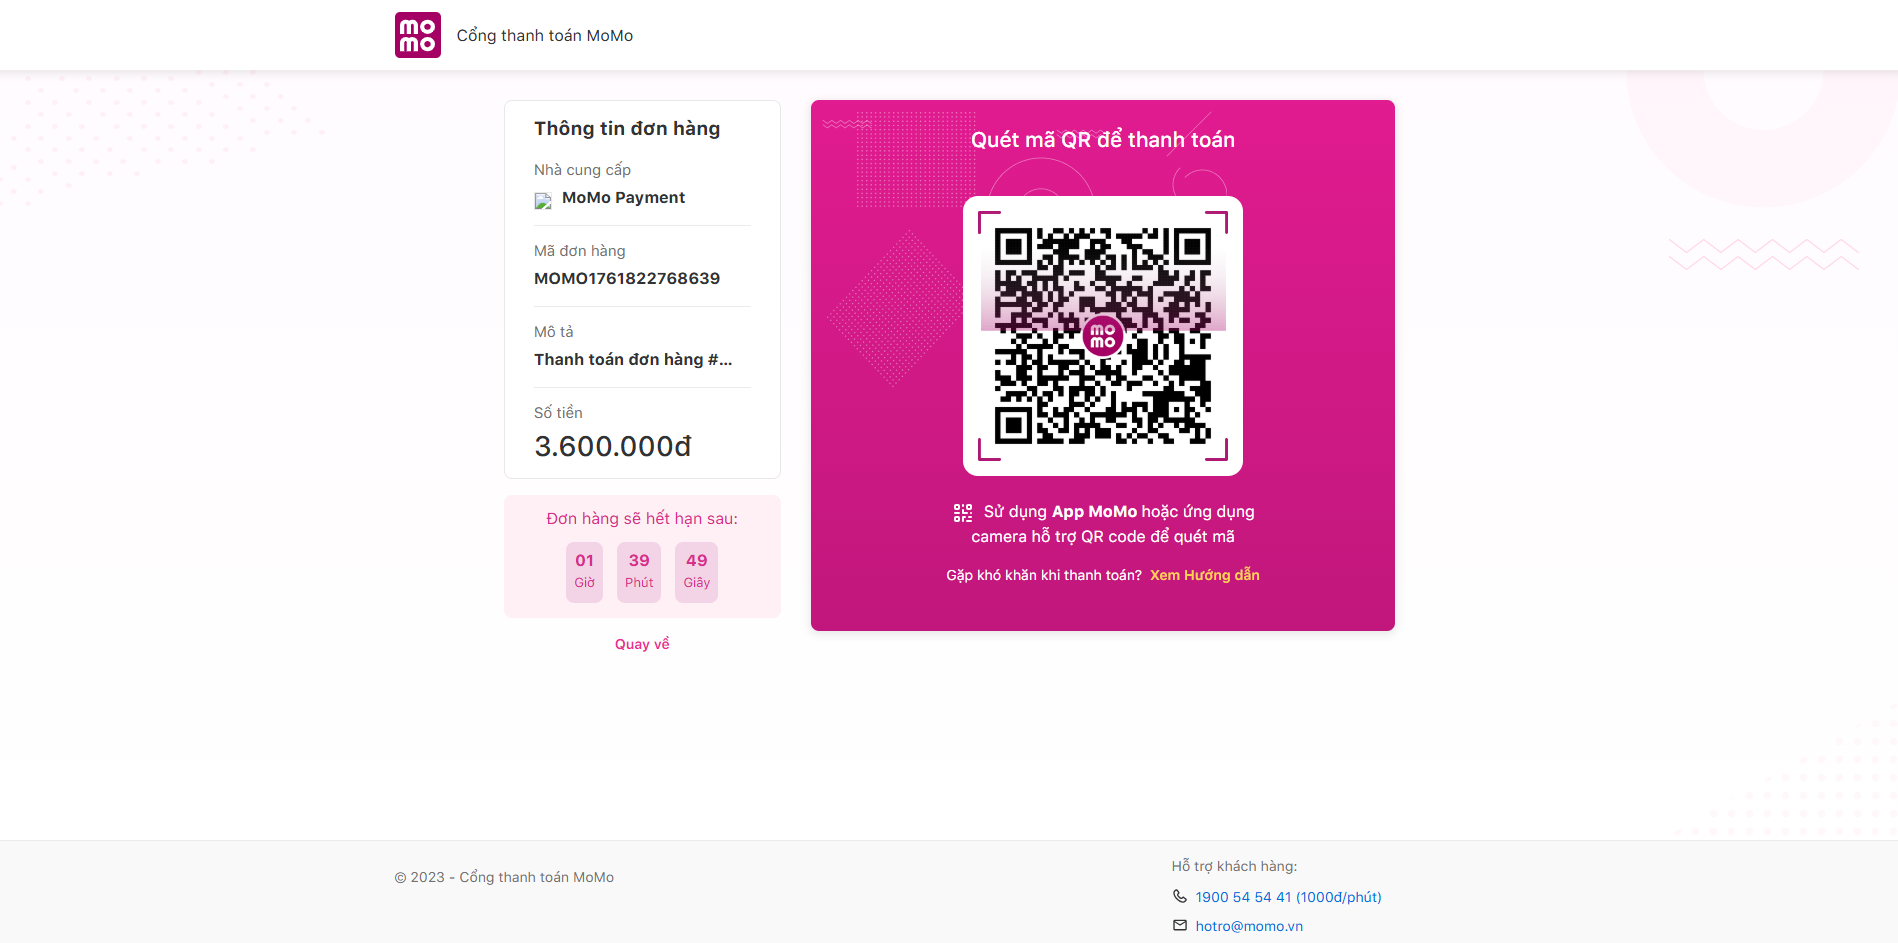 momo
Cổng thanh toán MoMo
Thông tin đơn hàng
Nhà cung cấp
MoMo Payment
Mã đơn hàng
MOMO1761822768639
Mô tả
Thanh toán đơn hàng #...
Số tiền
3.600.000đ
Đơn hàng sẽ hết hạn sau:
01 39 49
Giờ Phút Giây
Quay về
Quét mã QR để thanh toán
momo
Sử dụng App MoMo hoặc ứng dụng
camera hỗ trợ QR code để quét mã
Gặp khó khăn khi thanh toán? Xem Hướng dẫn
© 2023 - Cổng thanh toán MoMo
Hỗ trợ khách hàng:
1900 54 54 41 (1000đ/phút)
hotro@momo.vn